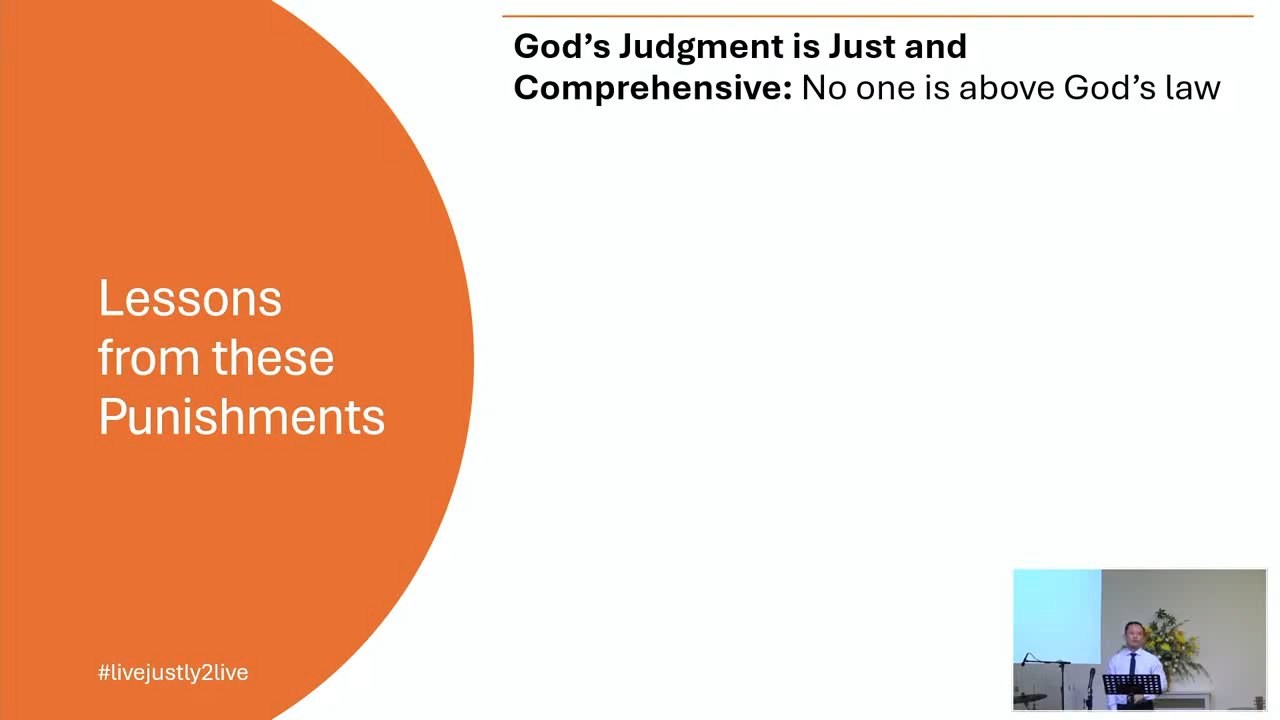 God’s Judgment is Just and
Comprehensive: No one is above God’s law
Lessons
from these
Punishments
#livejustly2live